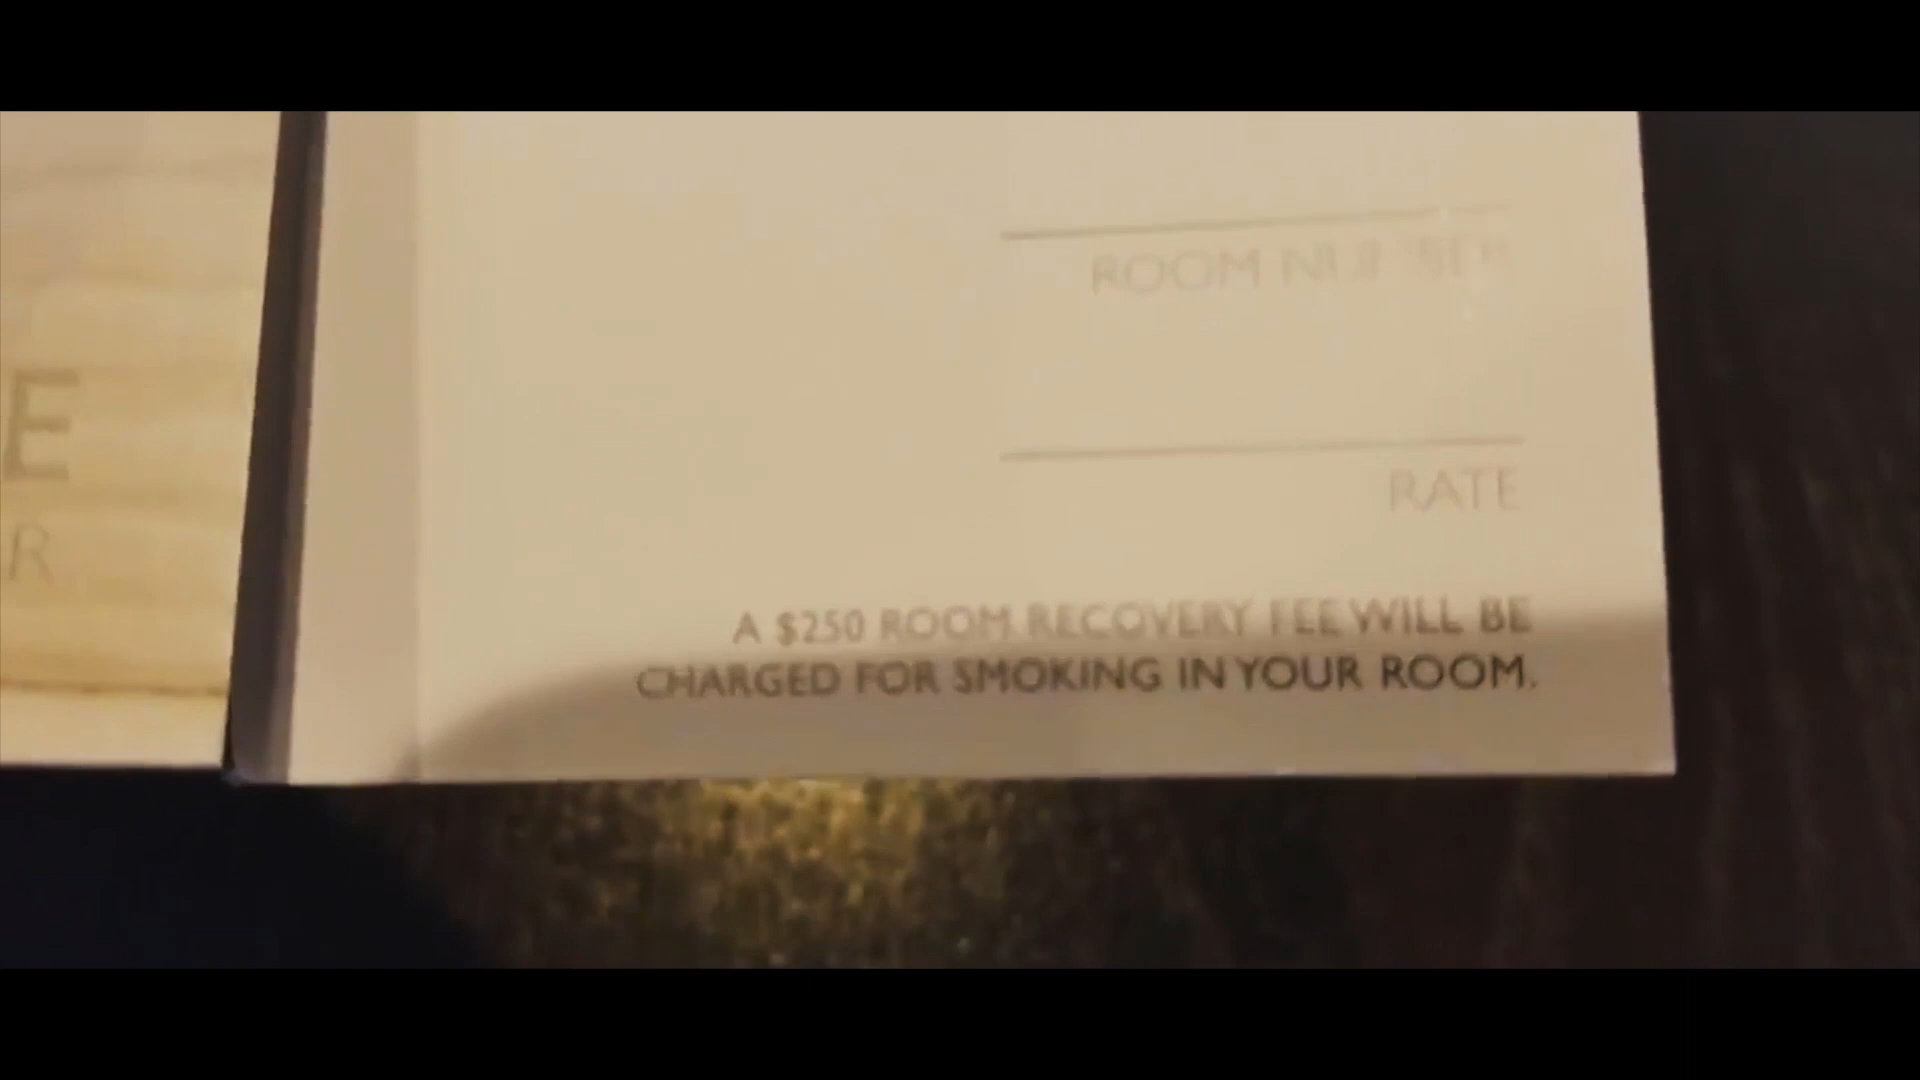 E
R
ROOM NUMBER
RATE
A $250 ROOM RECOVERY FEE WILL BE
CHARGED FOR SMOKING IN YOUR ROOM.